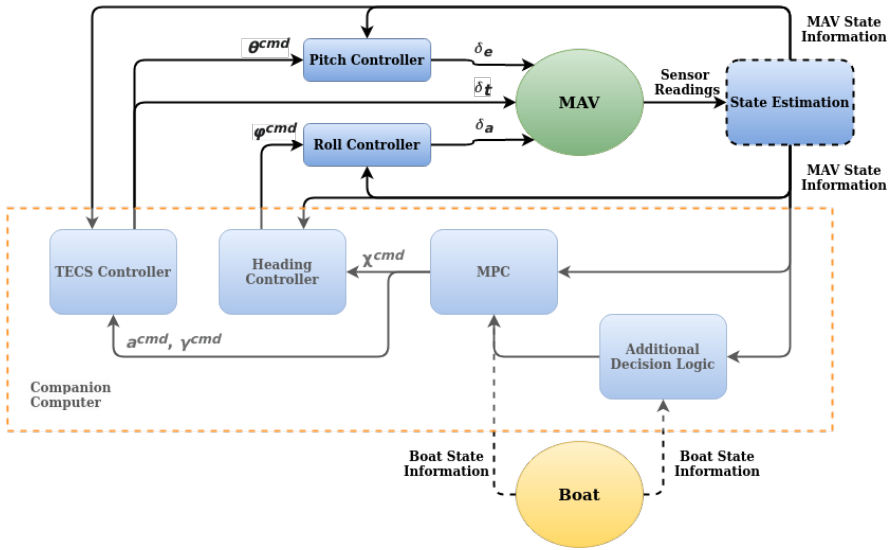 MAV State
Information
θcmd
Pitch Controller
δe
δt
Sensor
Readings
MAV
State Estimation
φcmd
Roll Controller
δa
MAV State
Information
TECS Controller
Heading
Controller
χcmd
MPC
acmd, γcmd
Additional
Decision Logic
Companion
Computer
Boat State
Information
Boat State
Information
Boat